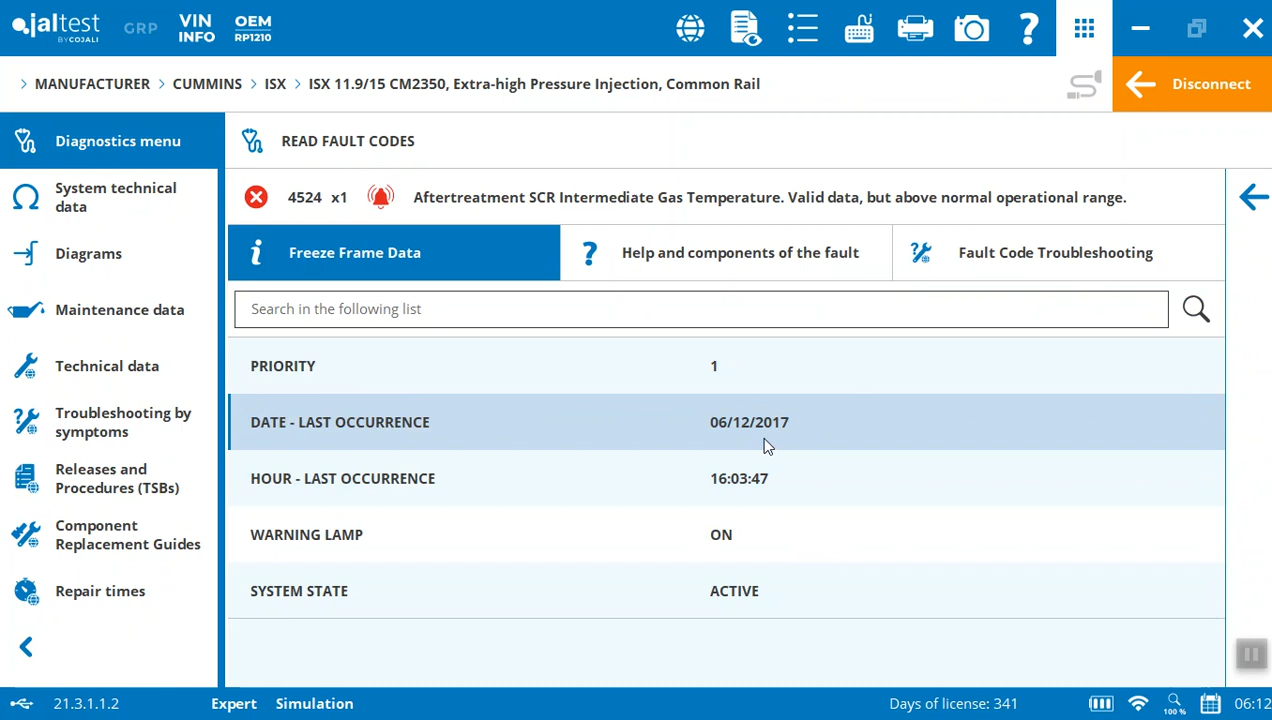 jaltest
BY COJALI
GRP
VIN INFO
OEM RP1210
?
> MANUFACTURER > CUMMINS > ISX > ISX 11.9/15 CM2350, Extra-high Pressure Injection, Common Rail
Disconnect
Diagnostics menu
READ FAULT CODES
System technical data
4524 x1 Aftertreatment SCR Intermediate Gas Temperature. Valid data, but above normal operational range.
Diagrams
i Freeze Frame Data
? Help and components of the fault
Fault Code Troubleshooting
Maintenance data
Search in the following list
Technical data
PRIORITY 1
Troubleshooting by symptoms
DATE - LAST OCCURRENCE 06/12/2017
Releases and Procedures (TSBs)
HOUR - LAST OCCURRENCE 16:03:47
Component Replacement Guides
WARNING LAMP ON
Repair times
SYSTEM STATE ACTIVE
21.3.1.1.2 Expert Simulation Days of license: 341 100 % 06:12